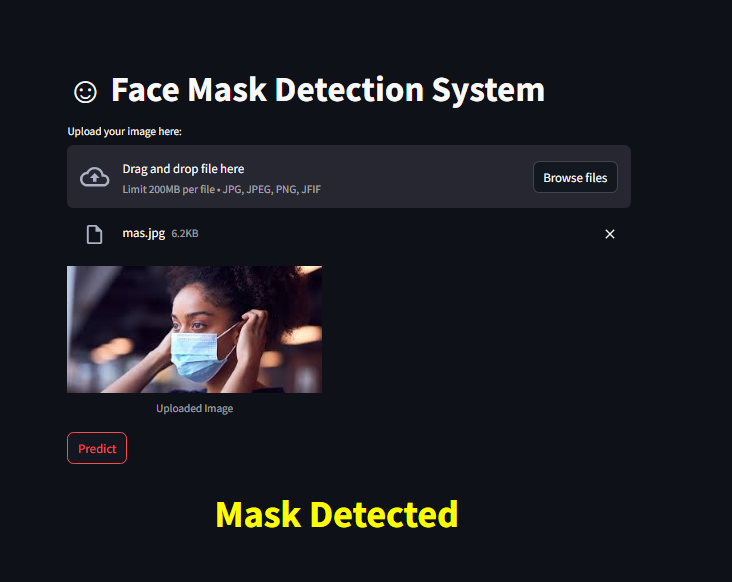 Face Mask Detection System
Upload your image here:
Drag and drop file here
Limit 200MB per file • JPG, JPEG, PNG, JFIF
Browse files
mas.jpg 6.2KB
Uploaded Image
Predict
Mask Detected